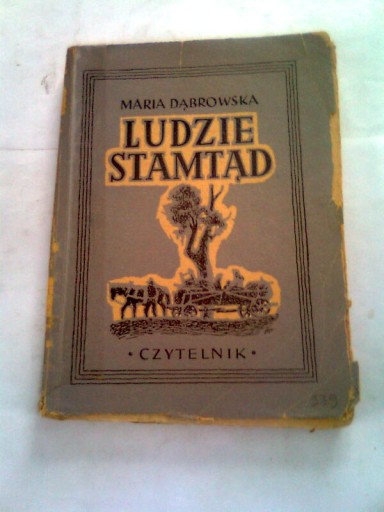 MARIA DĄBROWSKA
LUDZIE
STAMTĄD
• CZYTELNIK •